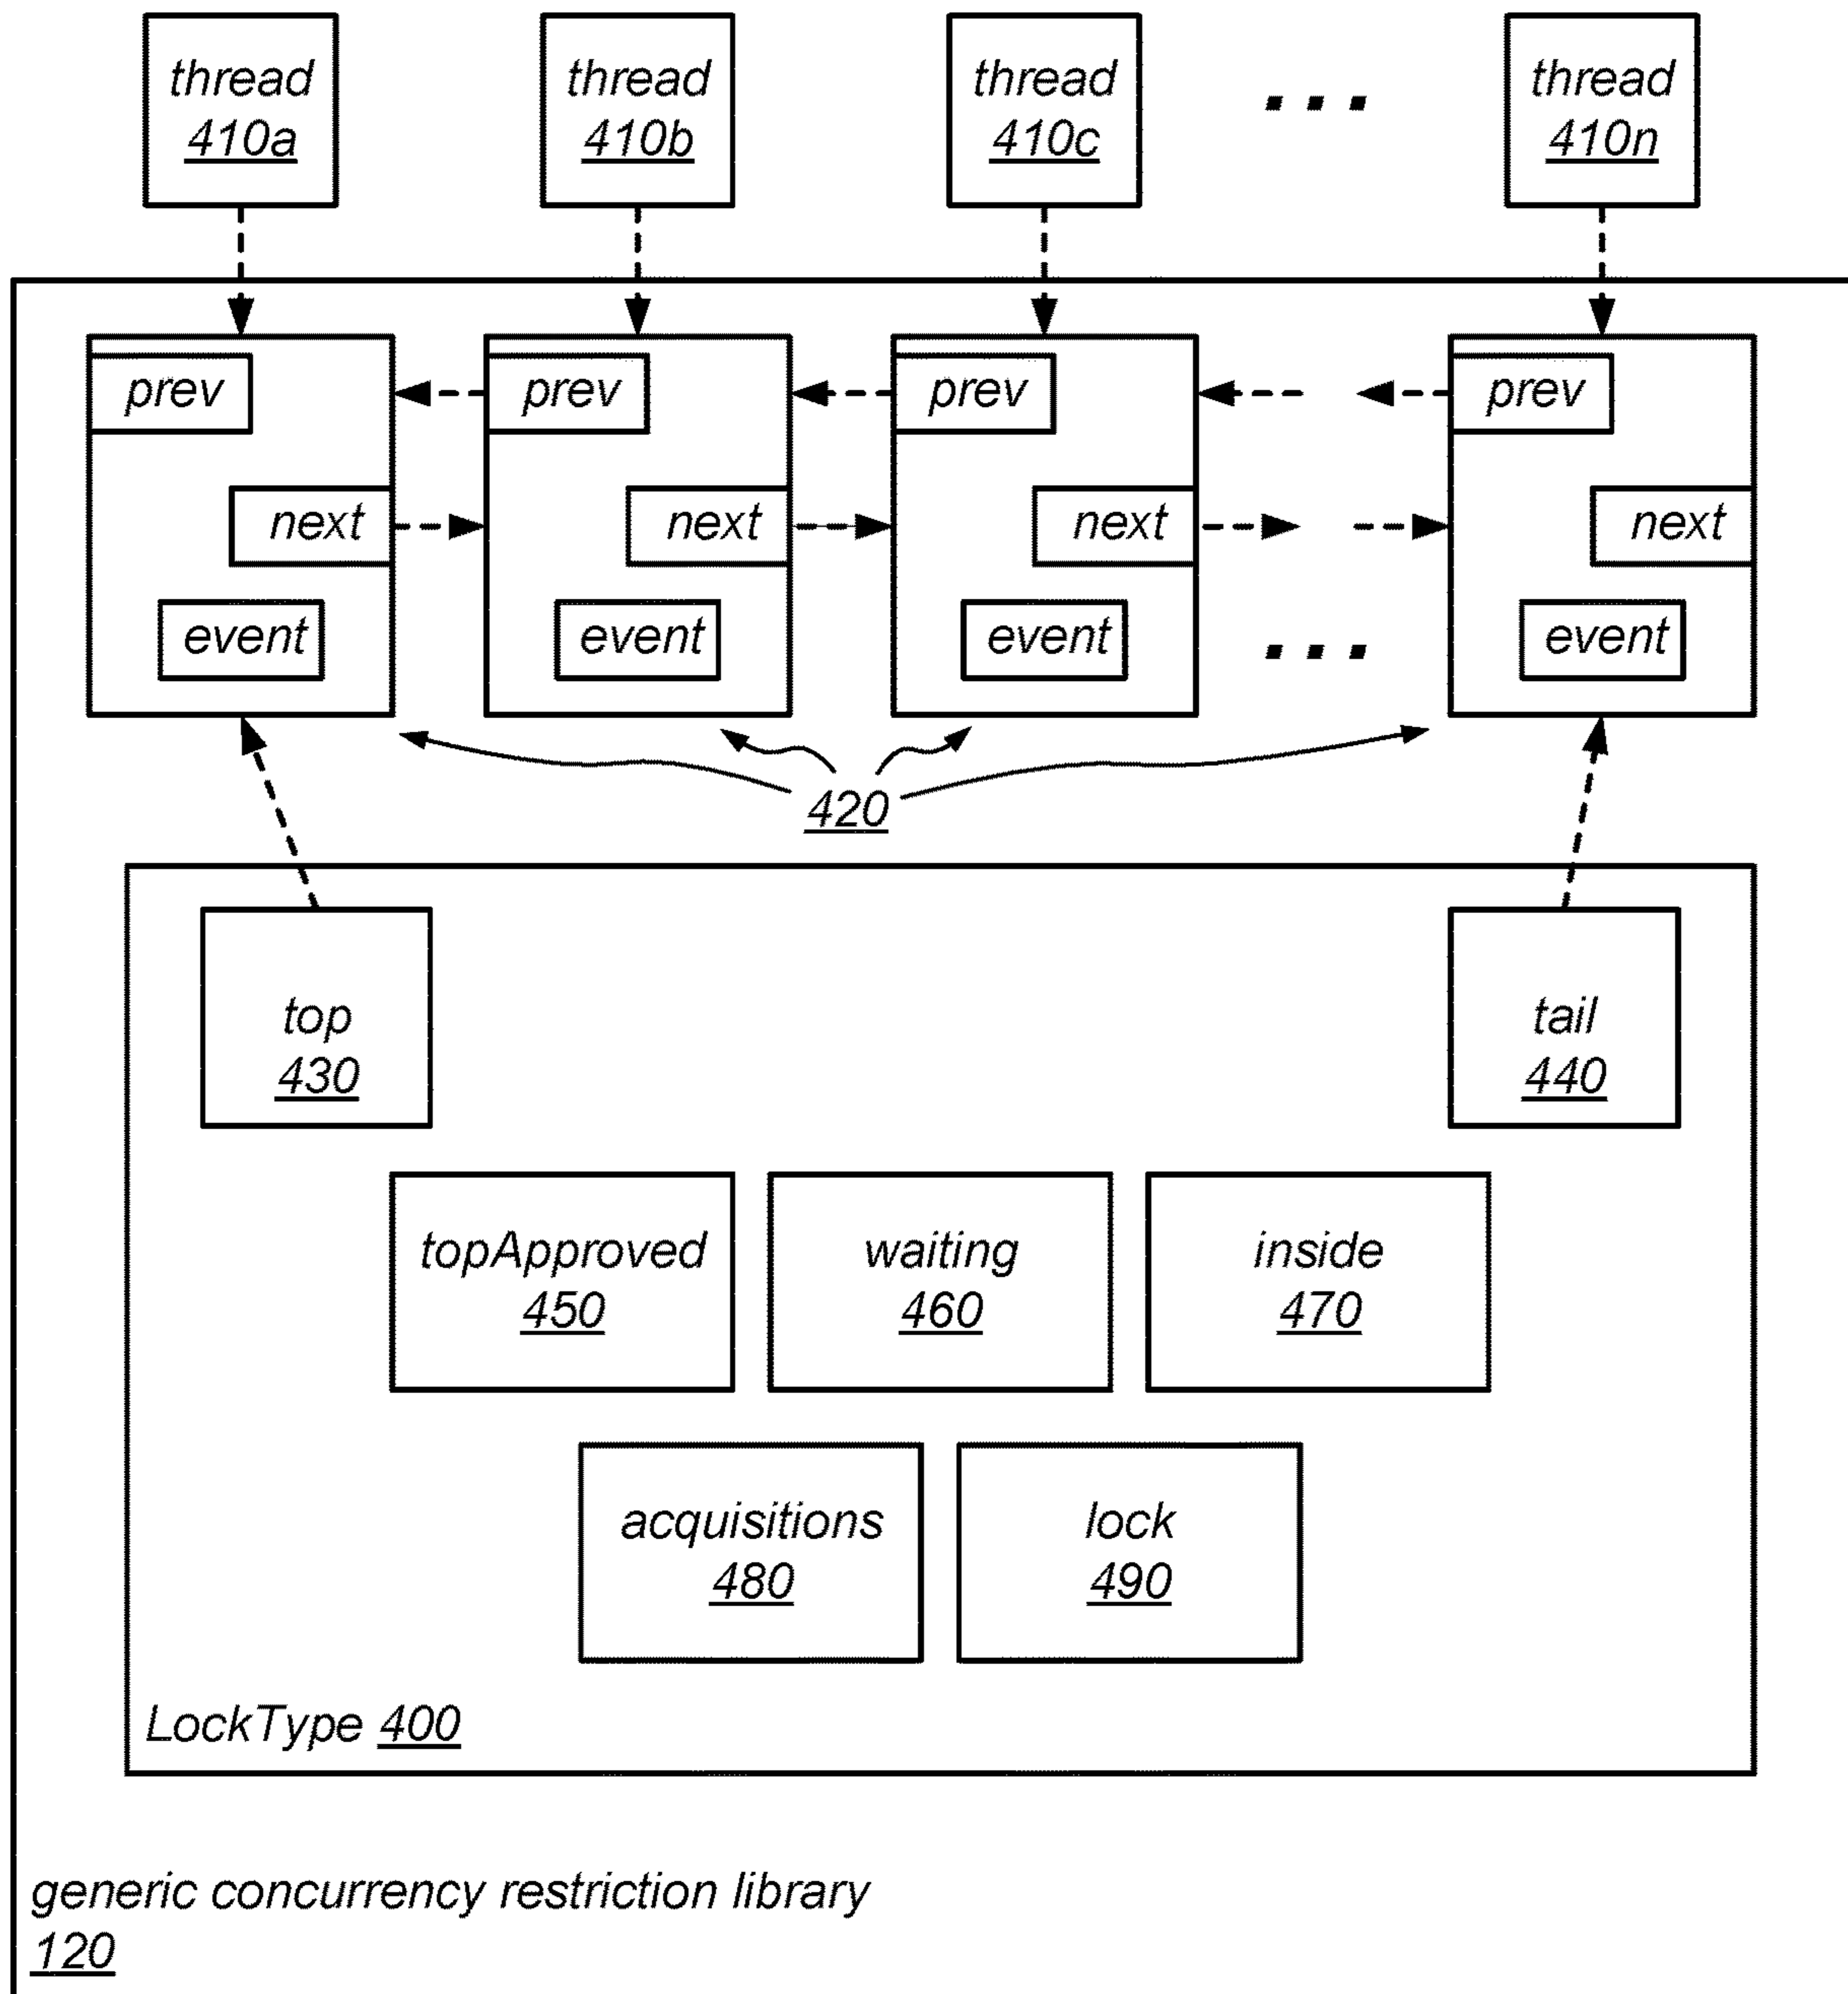 thread
410a
thread
410b
thread
410c
...
thread
410n
prev
prev
prev
prev
next
next
next
next
event
event
event
...
event
420
top
430
tail
440
topApproved
450
waiting
460
inside
470
acquisitions
480
lock
490
LockType 400
generic concurrency restriction library
120